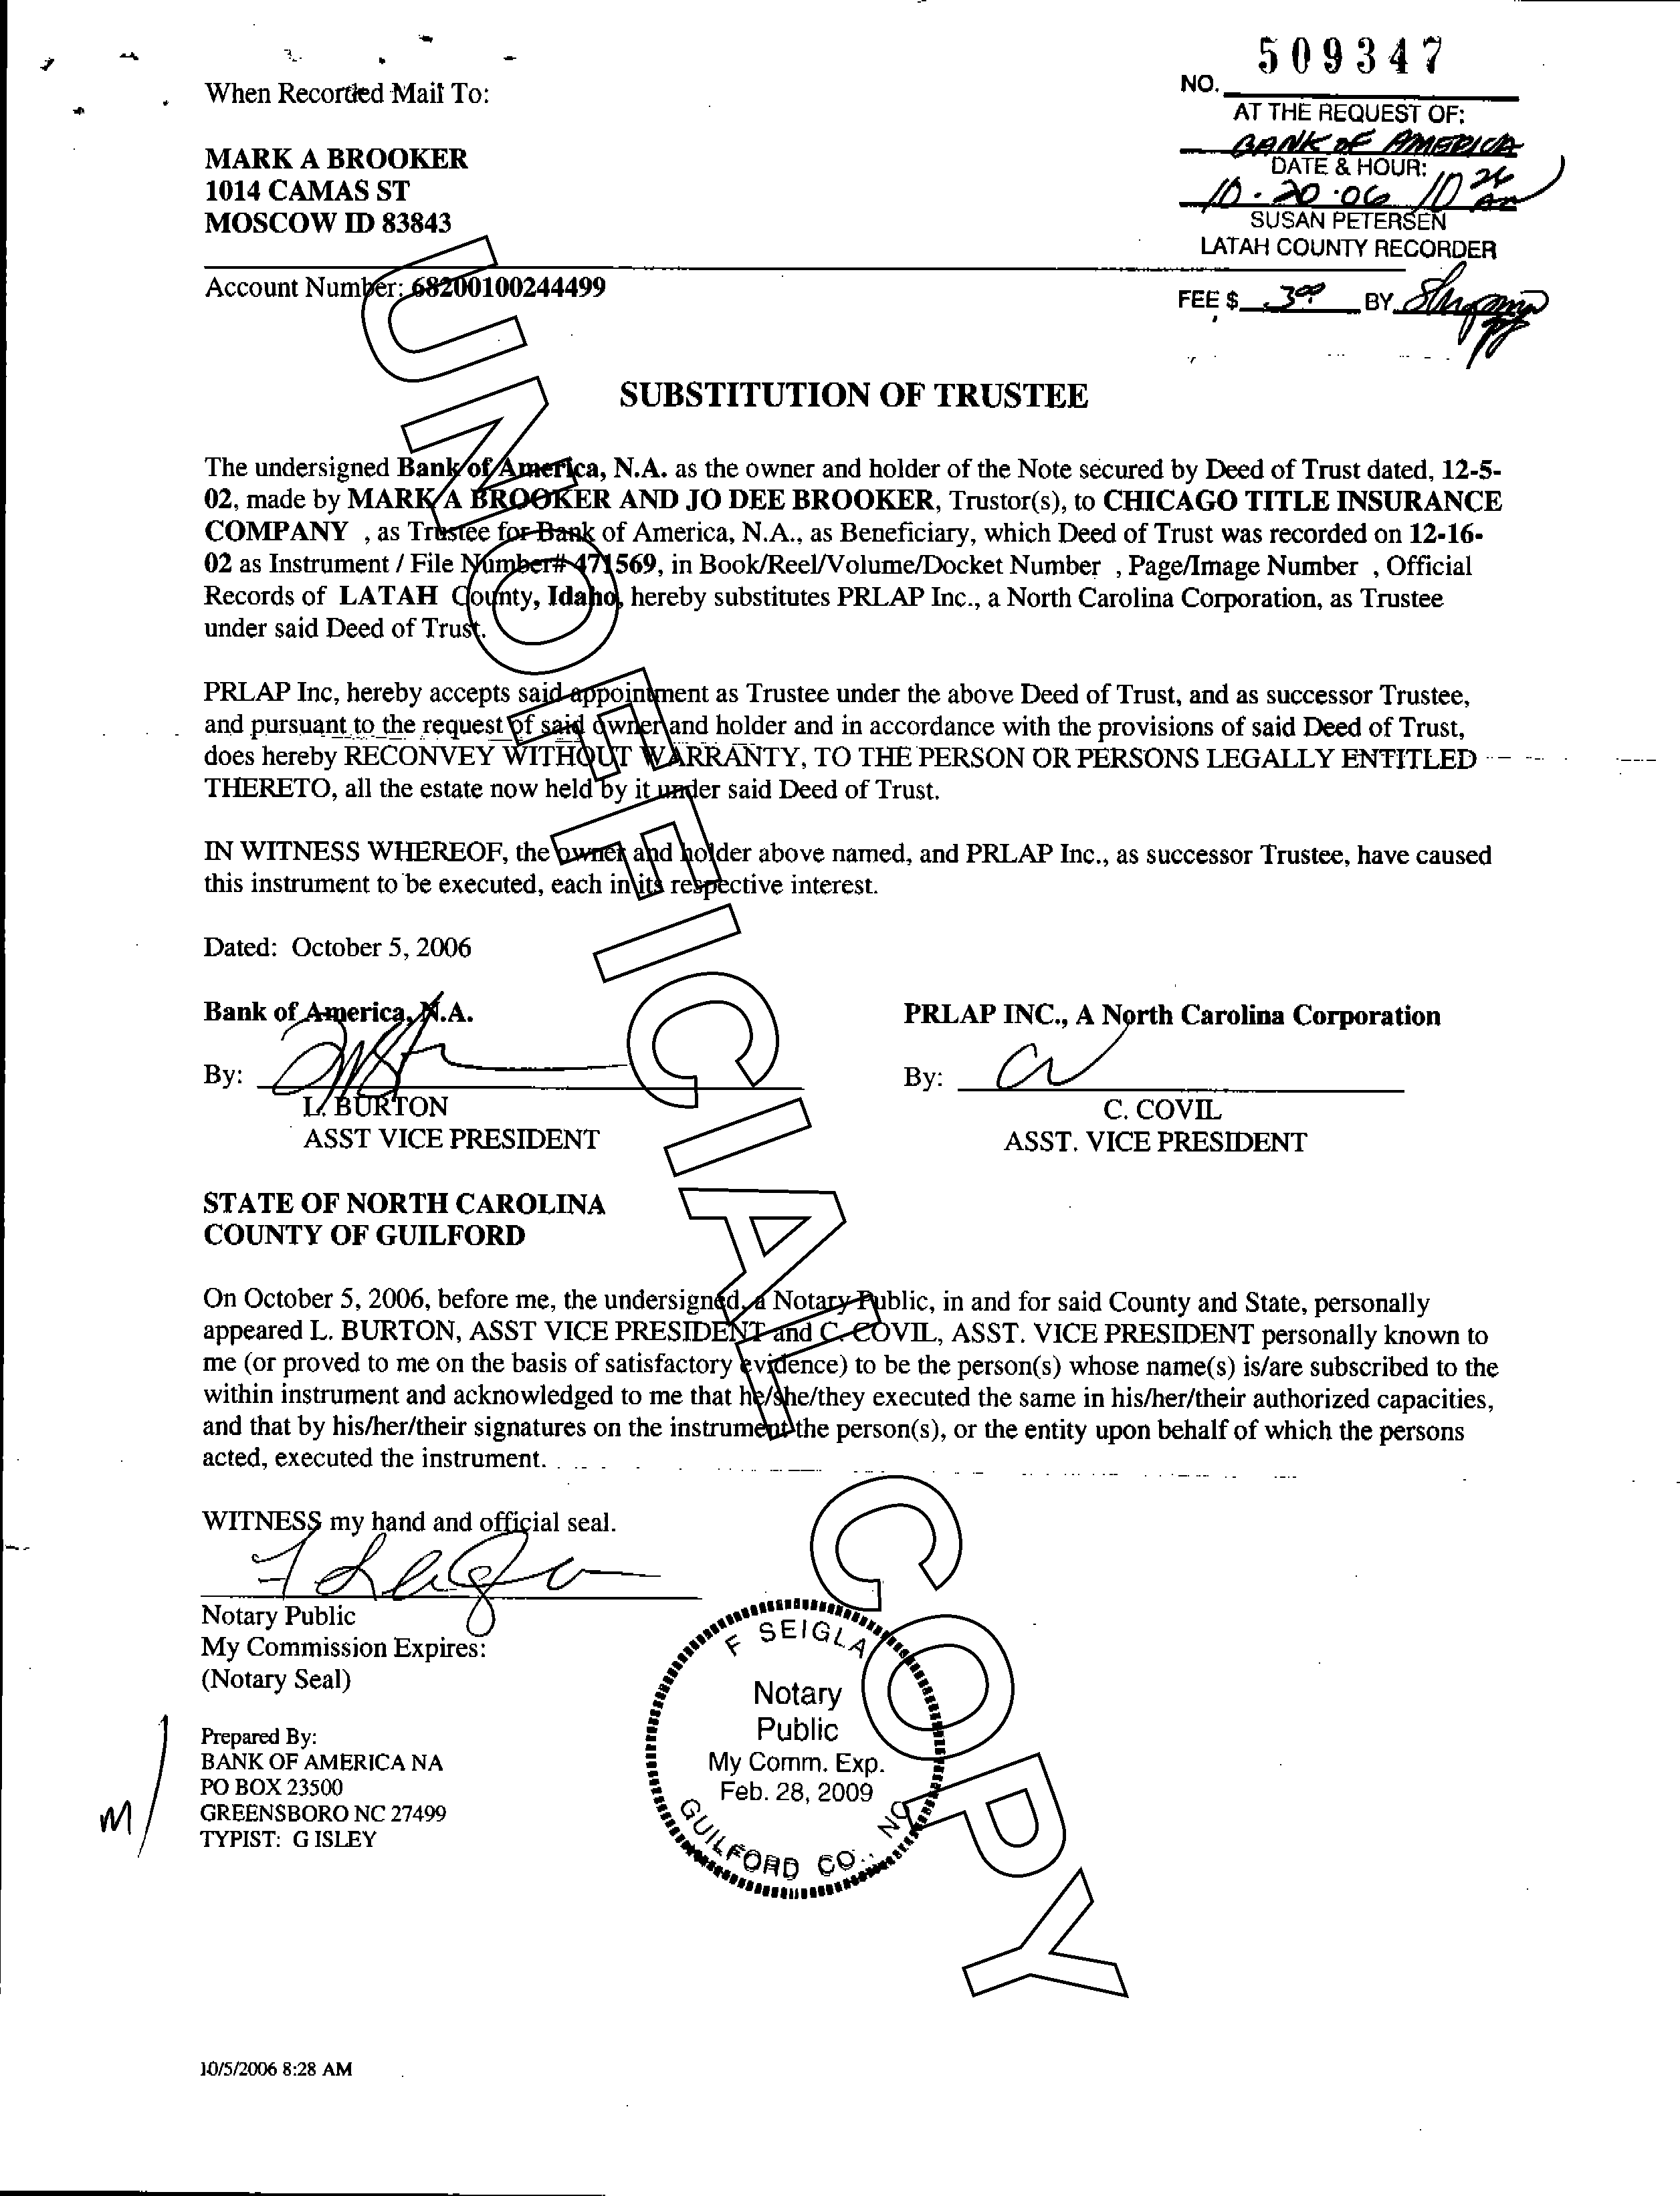 509347
NO.
AT THE REQUEST OF:
BANK OF AMERICA
DATE & HOUR:
10-20-06 10 26 AM
SUSAN PETERSEN
LATAH COUNTY RECORDER
FEE $ 3 00 BY
When Recorded Mail To:
MARK A BROOKER
1014 CAMAS ST
MOSCOW ID 83843
Account Number: 68200100244499
SUBSTITUTION OF TRUSTEE
The undersigned Bank of America, N.A. as the owner and holder of the Note secured by Deed of Trust dated, 12-5-
02, made by MARK A BROOKER AND JO DEE BROOKER, Trustor(s), to CHICAGO TITLE INSURANCE
COMPANY , as Trustee for Bank of America, N.A., as Beneficiary, which Deed of Trust was recorded on 12-16-
02 as Instrument / File Number# 471569, in Book/Reel/Volume/Docket Number , Page/Image Number , Official
Records of LATAH County, Idaho, hereby substitutes PRLAP Inc., a North Carolina Corporation, as Trustee
under said Deed of Trust.
PRLAP Inc, hereby accepts said appointment as Trustee under the above Deed of Trust, and as successor Trustee,
and pursuant to the request of said owner and holder and in accordance with the provisions of said Deed of Trust,
does hereby RECONVEY WITHOUT WARRANTY, TO THE PERSON OR PERSONS LEGALLY ENTITLED
THERETO, all the estate now held by it under said Deed of Trust.
IN WITNESS WHEREOF, the owner and holder above named, and PRLAP Inc., as successor Trustee, have caused
this instrument to be executed, each in its respective interest.
Dated: October 5, 2006
Bank of America, N.A.
By:
L. BURTON
ASST VICE PRESIDENT
PRLAP INC., A North Carolina Corporation
By:
C. COVIL
ASST. VICE PRESIDENT
STATE OF NORTH CAROLINA
COUNTY OF GUILFORD
On October 5, 2006, before me, the undersigned, a Notary Public, in and for said County and State, personally
appeared L. BURTON, ASST VICE PRESIDENT and C. COVIL, ASST. VICE PRESIDENT personally known to
me (or proved to me on the basis of satisfactory evidence) to be the person(s) whose name(s) is/are subscribed to the
within instrument and acknowledged to me that he/she/they executed the same in his/her/their authorized capacities,
and that by his/her/their signatures on the instrument the person(s), or the entity upon behalf of which the persons
acted, executed the instrument.
WITNESS my hand and official seal.
Notary Public
My Commission Expires:
(Notary Seal)
F SEIGLA
Notary
Public
My Comm. Exp.
Feb. 28, 2009
GUILFORD CO., NC
Prepared By:
BANK OF AMERICA NA
PO BOX 23500
GREENSBORO NC 27499
TYPIST: G ISLEY
M
10/5/2006 8:28 AM
UNOFFICIAL COPY